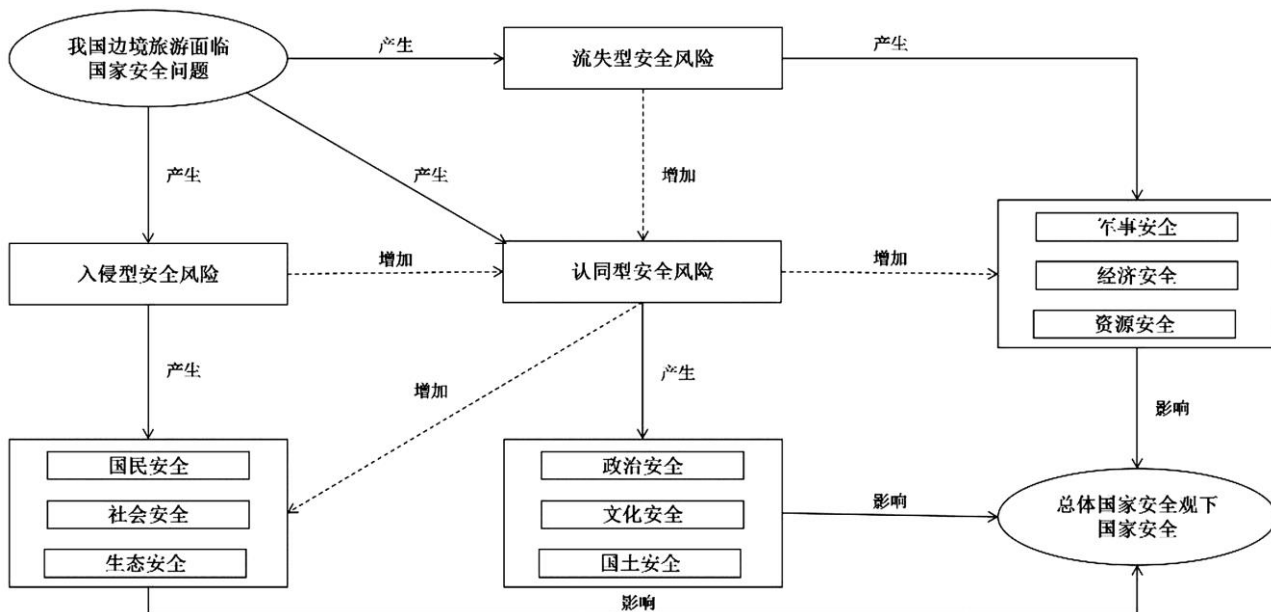 我国边境旅游面临
国家安全问题
产生
流失型安全风险
产生
产生
产生
增加
入侵型安全风险
增加
认同型安全风险
增加
军事安全
经济安全
资源安全
产生
增加
产生
影响
国民安全
社会安全
生态安全
政治安全
文化安全
国土安全
影响
总体国家安全观下
国家安全
影响